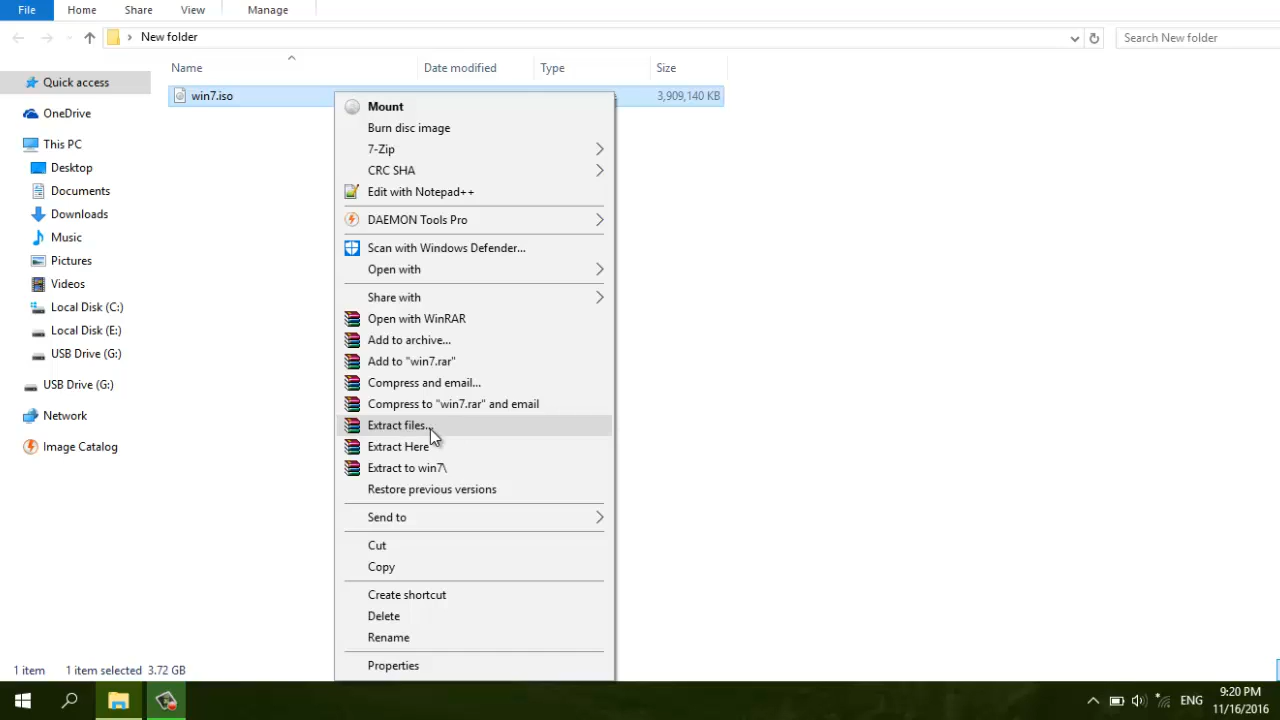 File Home Share View Manage
New folder Search New folder
Name Date modified Type Size
Quick access
win7.iso 3,909,140 KB
OneDrive
This PC
Desktop
Documents
Downloads
Music
Pictures
Videos
Local Disk (C:)
Local Disk (E:)
USB Drive (G:)
USB Drive (G:)
Network
Image Catalog
Mount
Burn disc image
7-Zip
CRC SHA
Edit with Notepad++
DAEMON Tools Pro
Scan with Windows Defender...
Open with
Share with
Open with WinRAR
Add to archive...
Add to "win7.rar"
Compress and email...
Compress to "win7.rar" and email
Extract files...
Extract Here
Extract to win7\
Restore previous versions
Send to
Cut
Copy
Create shortcut
Delete
Rename
Properties
1 item 1 item selected 3.72 GB
ENG 9:20 PM
11/16/2016